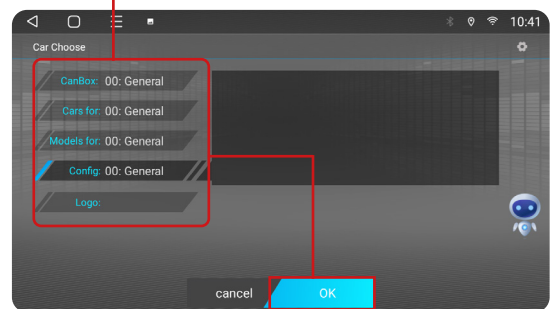 10:41
Car Choose
CanBox: 00: General
Cars for: 00: General
Models for: 00: General
Config: 00: General
Logo:
cancel OK